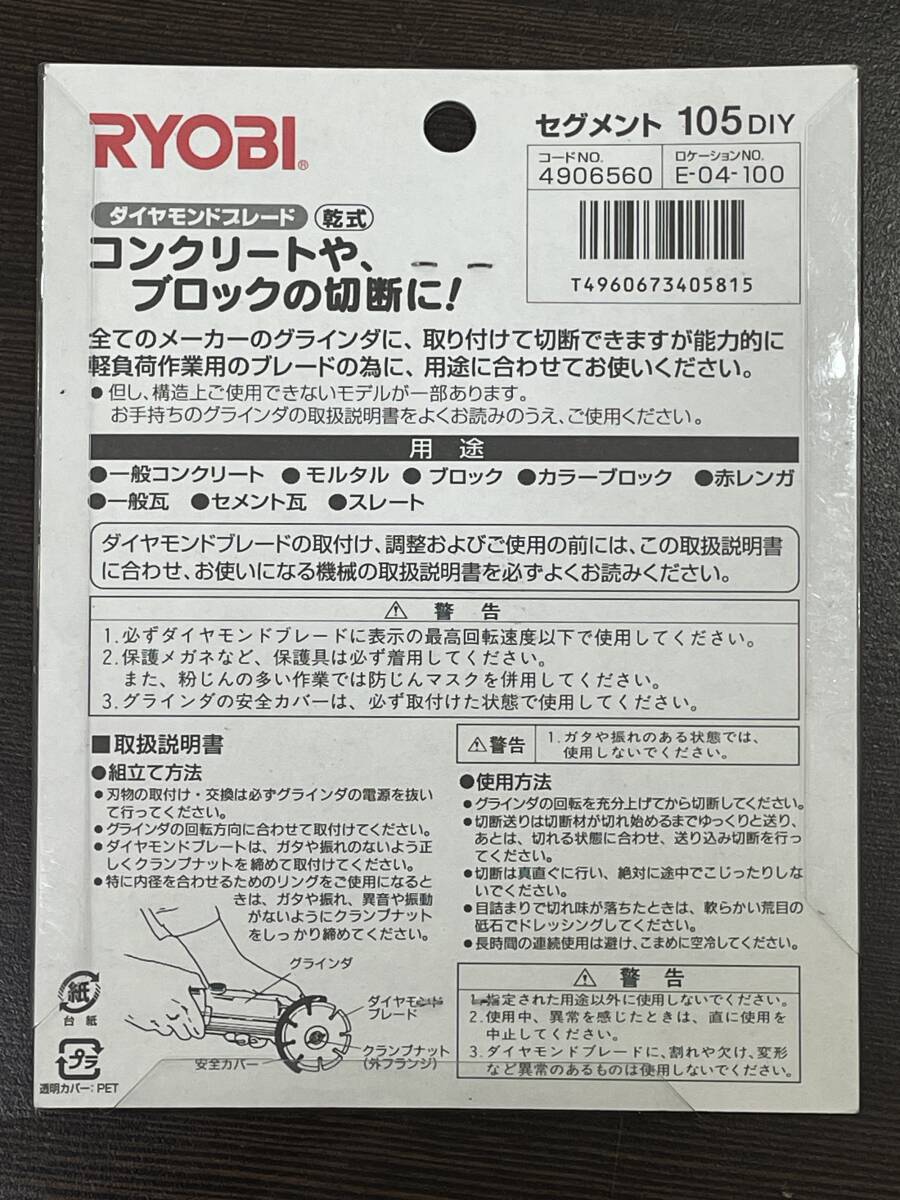 RYOBI®
セグメント 105DIY
コードNO.
4906560
ロケーションNO.
E-04-100
T4960673405815
ダイヤモンドブレード 乾式
コンクリートや、
ブロックの切断に!
全てのメーカーのグラインダに、取り付けて切断できますが能力的に
軽負荷作業用のブレードの為に、用途に合わせてお使いください。
●但し、構造上ご使用できないモデルが一部あります。
お手持ちのグラインダの取扱説明書をよくお読みのうえ、ご使用ください。
用途
●一般コンクリート ●モルタル ●ブロック ●カラーブロック ●赤レンガ
●一般瓦 ●セメント瓦 ●スレート
ダイヤモンドブレードの取付け、調整およびご使用の前には、この取扱説明書
に合わせ、お使いになる機械の取扱説明書を必ずよくお読みください。
⚠ 警告
1.必ずダイヤモンドブレードに表示の最高回転速度以下で使用してください。
2.保護メガネなど、保護具は必ず着用してください。
また、粉じんの多い作業では防じんマスクを併用してください。
3.グラインダの安全カバーは、必ず取付けた状態で使用してください。
■取扱説明書
●組立て方法
●刃物の取付け・交換は必ずグラインダの電源を抜い
て行ってください。
●グラインダの回転方向に合わせて取付けてください。
●ダイヤモンドブレードは、ガタや振れのないよう正
しくクランプナットを締めて取付けてください。
●特に内径を合わせるためのリングをご使用になると
きは、ガタや振れ、異音や振動
がないようにクランプナット
をしっかり締めてください。
グラインダ
ダイヤモンド
ブレード
クランプナット
(外フランジ)
安全カバー
紙
台紙
プラ
透明カバー:PET
⚠警告
1.ガタや振れのある状態では、
使用しないでください。
●使用方法
●グラインダの回転を充分上げてから切断してください。
●切断送りは切断材が切れ始めるまでゆっくりと送り、
あとは、切れる状態に合わせ、送り込み切断を行っ
てください。
●切断は真直ぐに行い、絶対に途中でこじったりしな
いでください。
●目詰まりで切れ味が落ちたときは、軟らかい荒目の
砥石でドレッシングしてください。
●長時間の連続使用は避け、こまめに空冷してください。
⚠ 警告
1.指定された用途以外に使用しないでください。
2.使用中、異常を感じたときは、直に使用を
中止してください。
3.ダイヤモンドブレードに、割れや欠け、変形
など異常のあるものは使用しないでください。